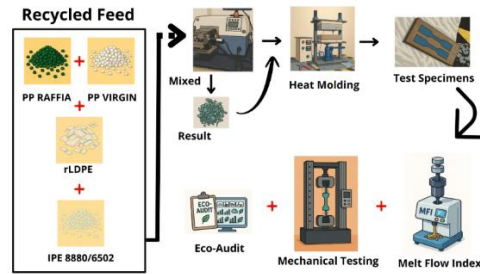 Recycled Feed
PP RAFFIA
PP VIRGIN
rLDPE
IPE 8880/6502
Mixed
Result
Heat Molding
Test Specimens
ECO-
AUDIT
MFI
Eco-Audit
Mechanical Testing
Melt Flow Index